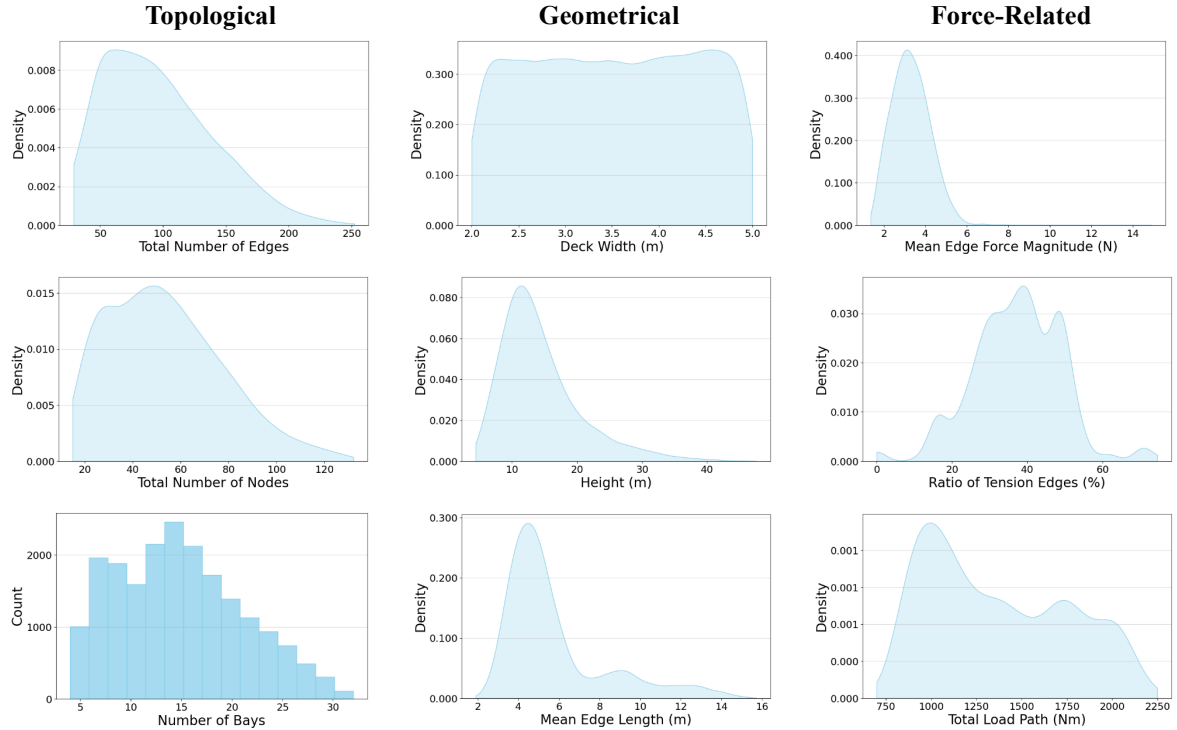 Topological
Geometrical
Force-Related
0.008
0.006
0.004
0.002
0.000
Density
50 100 150 200 250
Total Number of Edges
0.300
0.200
0.100
0.000
Density
2.0 2.5 3.0 3.5 4.0 4.5 5.0
Deck Width (m)
0.400
0.300
0.200
0.100
0.000
Density
2 4 6 8 10 12 14
Mean Edge Force Magnitude (N)
0.015
0.010
0.005
0.000
Density
20 40 60 80 100 120
Total Number of Nodes
0.080
0.060
0.040
0.020
0.000
Density
10 20 30 40
Height (m)
0.030
0.020
0.010
0.000
Density
0 20 40 60
Ratio of Tension Edges (%)
2000
1000
0
Count
5 10 15 20 25 30
Number of Bays
0.300
0.200
0.100
0.000
Density
2 4 6 8 10 12 14 16
Mean Edge Length (m)
0.001
0.001
0.001
0.000
0.000
Density
750 1000 1250 1500 1750 2000 2250
Total Load Path (Nm)